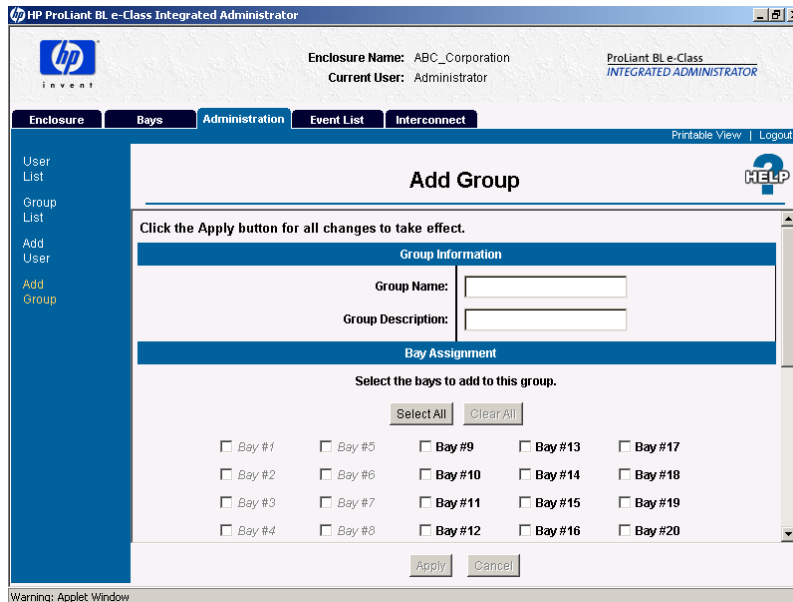 HP ProLiant BL e-Class Integrated Administrator
hp
invent
Enclosure Name: ABC_Corporation
Current User: Administrator
ProLiant BL e-Class
INTEGRATED ADMINISTRATOR
Enclosure Bays Administration Event List Interconnect
Printable View | Logout
User
List
Group
List
Add
User
Add
Group
Add Group
HELP
Click the Apply button for all changes to take effect.
Group Information
Group Name:
Group Description:
Bay Assignment
Select the bays to add to this group.
Select All Clear All
Bay #1 Bay #5 Bay #9 Bay #13 Bay #17
Bay #2 Bay #6 Bay #10 Bay #14 Bay #18
Bay #3 Bay #7 Bay #11 Bay #15 Bay #19
Bay #4 Bay #8 Bay #12 Bay #16 Bay #20
Apply Cancel
Warning: Applet Window